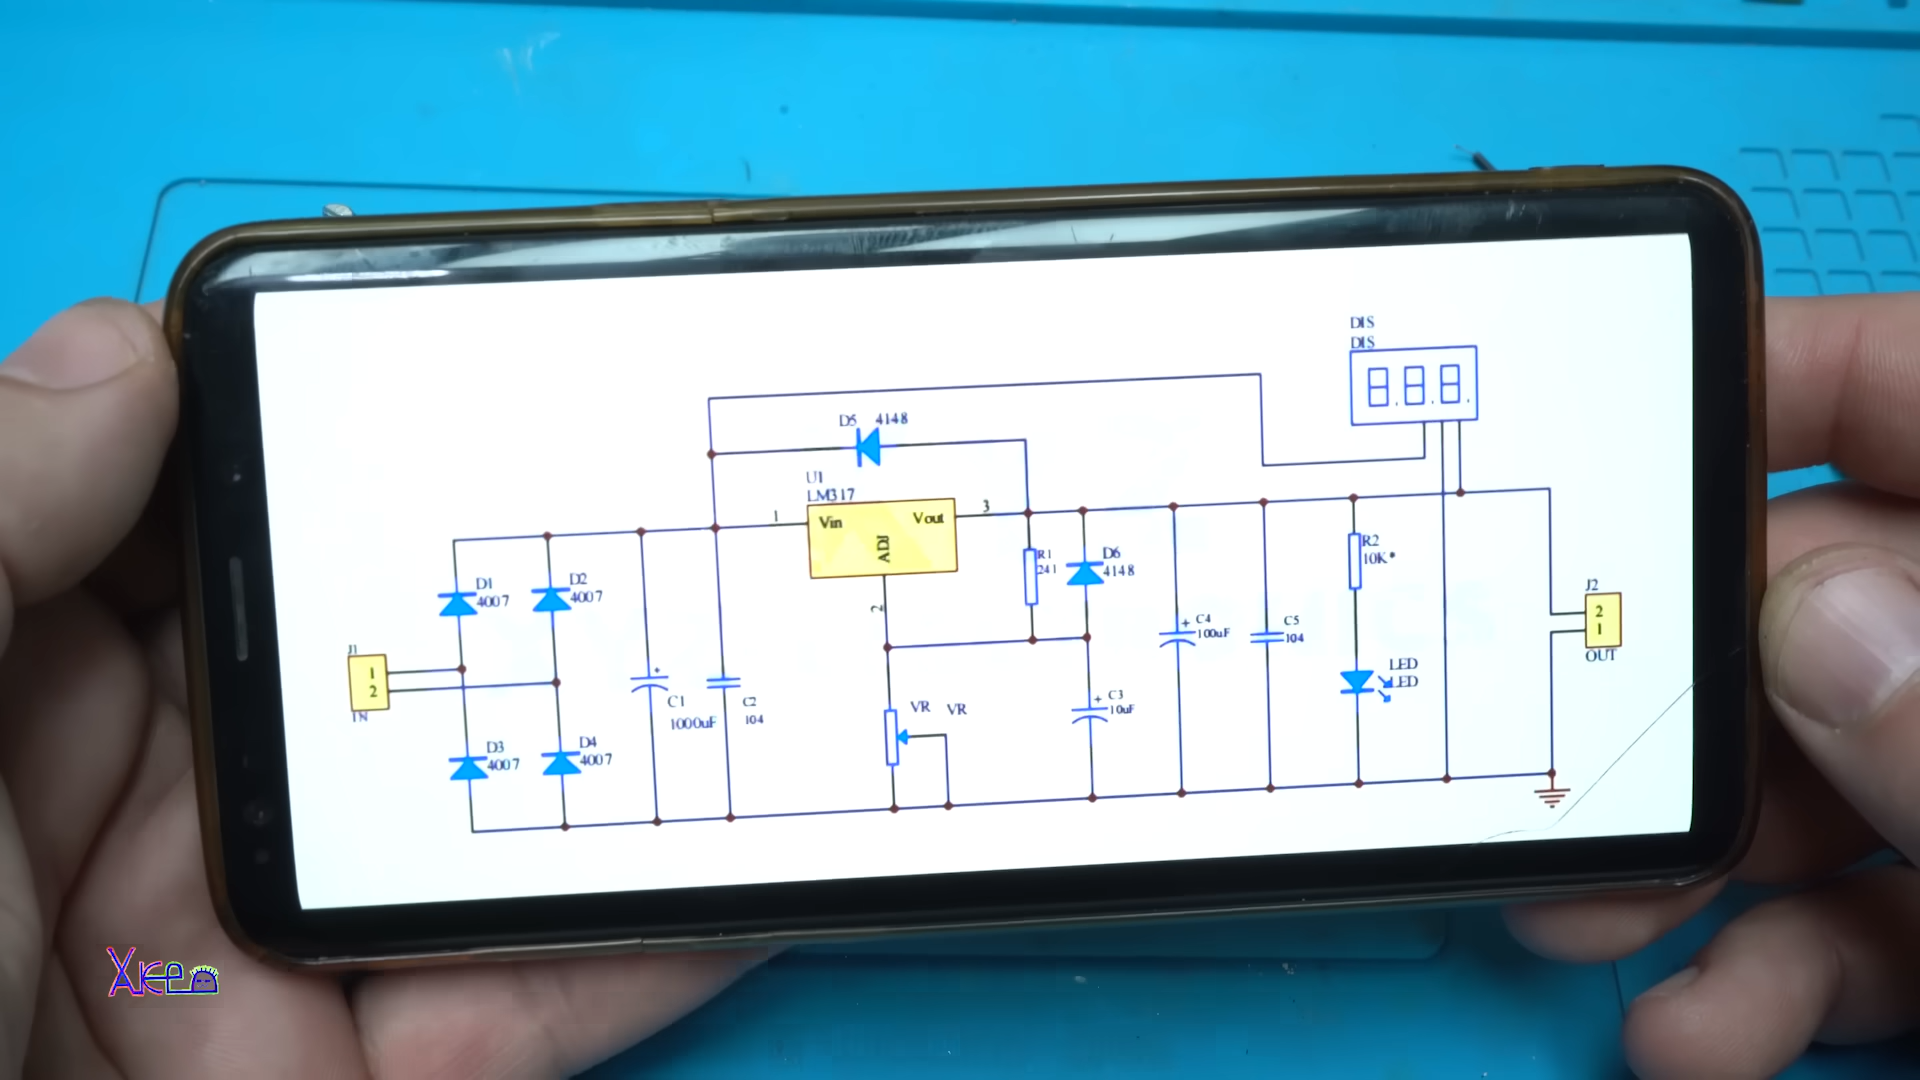 DIS
DIS
D5 4148
U1
LM317
1 Vin Vout 3
ADJ
2
D1
4007
D2
4007
R1
241
D6
4148
R2
10K*
J1
1
2
IN
C1
1000uF
C2
104
VR VR
+ C3
10uF
+ C4
100uF
C5
104
LED
LED
J2
2
1
OUT
D3
4007
D4
4007
XKEP